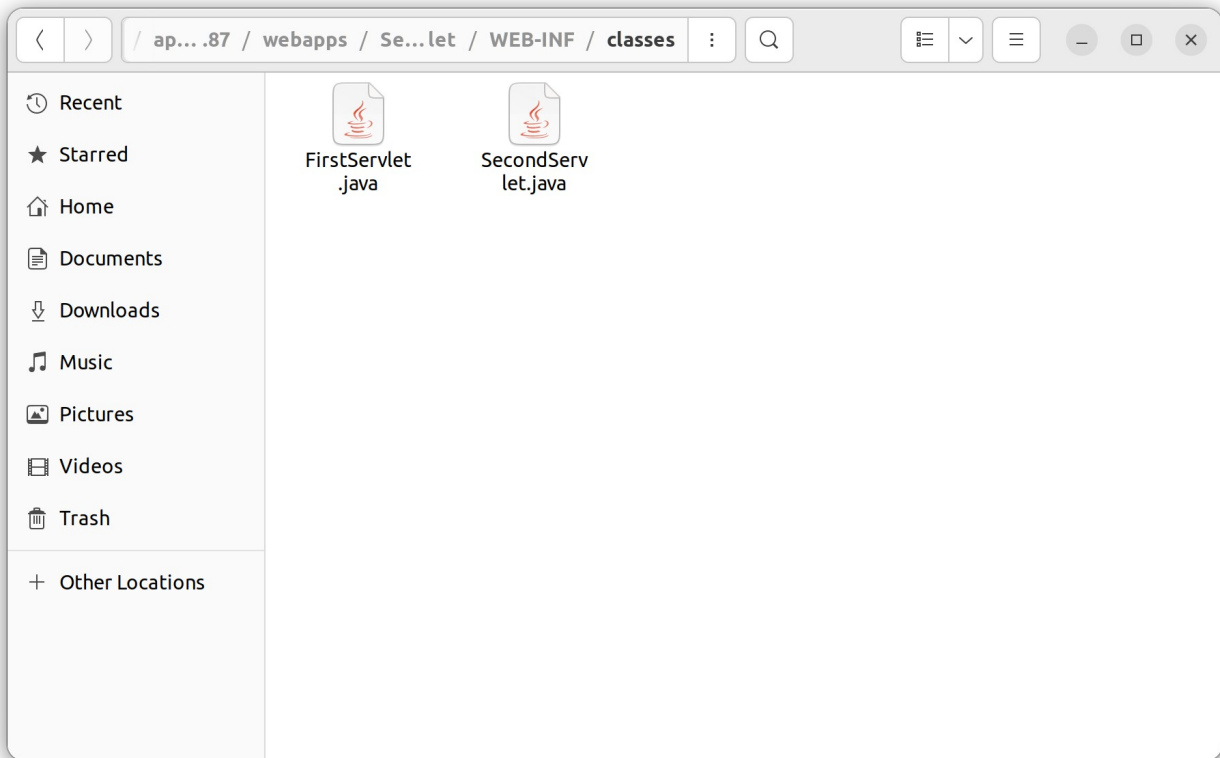 / ap... .87 / webapps / Se...let / WEB-INF / classes
Recent
Starred
Home
Documents
Downloads
Music
Pictures
Videos
Trash
Other Locations
FirstServlet
.java
SecondServ
let.java